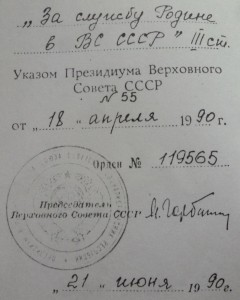 „За службу Родине
в ВС СССР" III ст.
Указом Президиума Верховного
Совета СССР
N 55
от „18" апреля 1990 г.
Орден № 119565
Председатель
Верховного Совета СССР
„21" июня 1990 г.